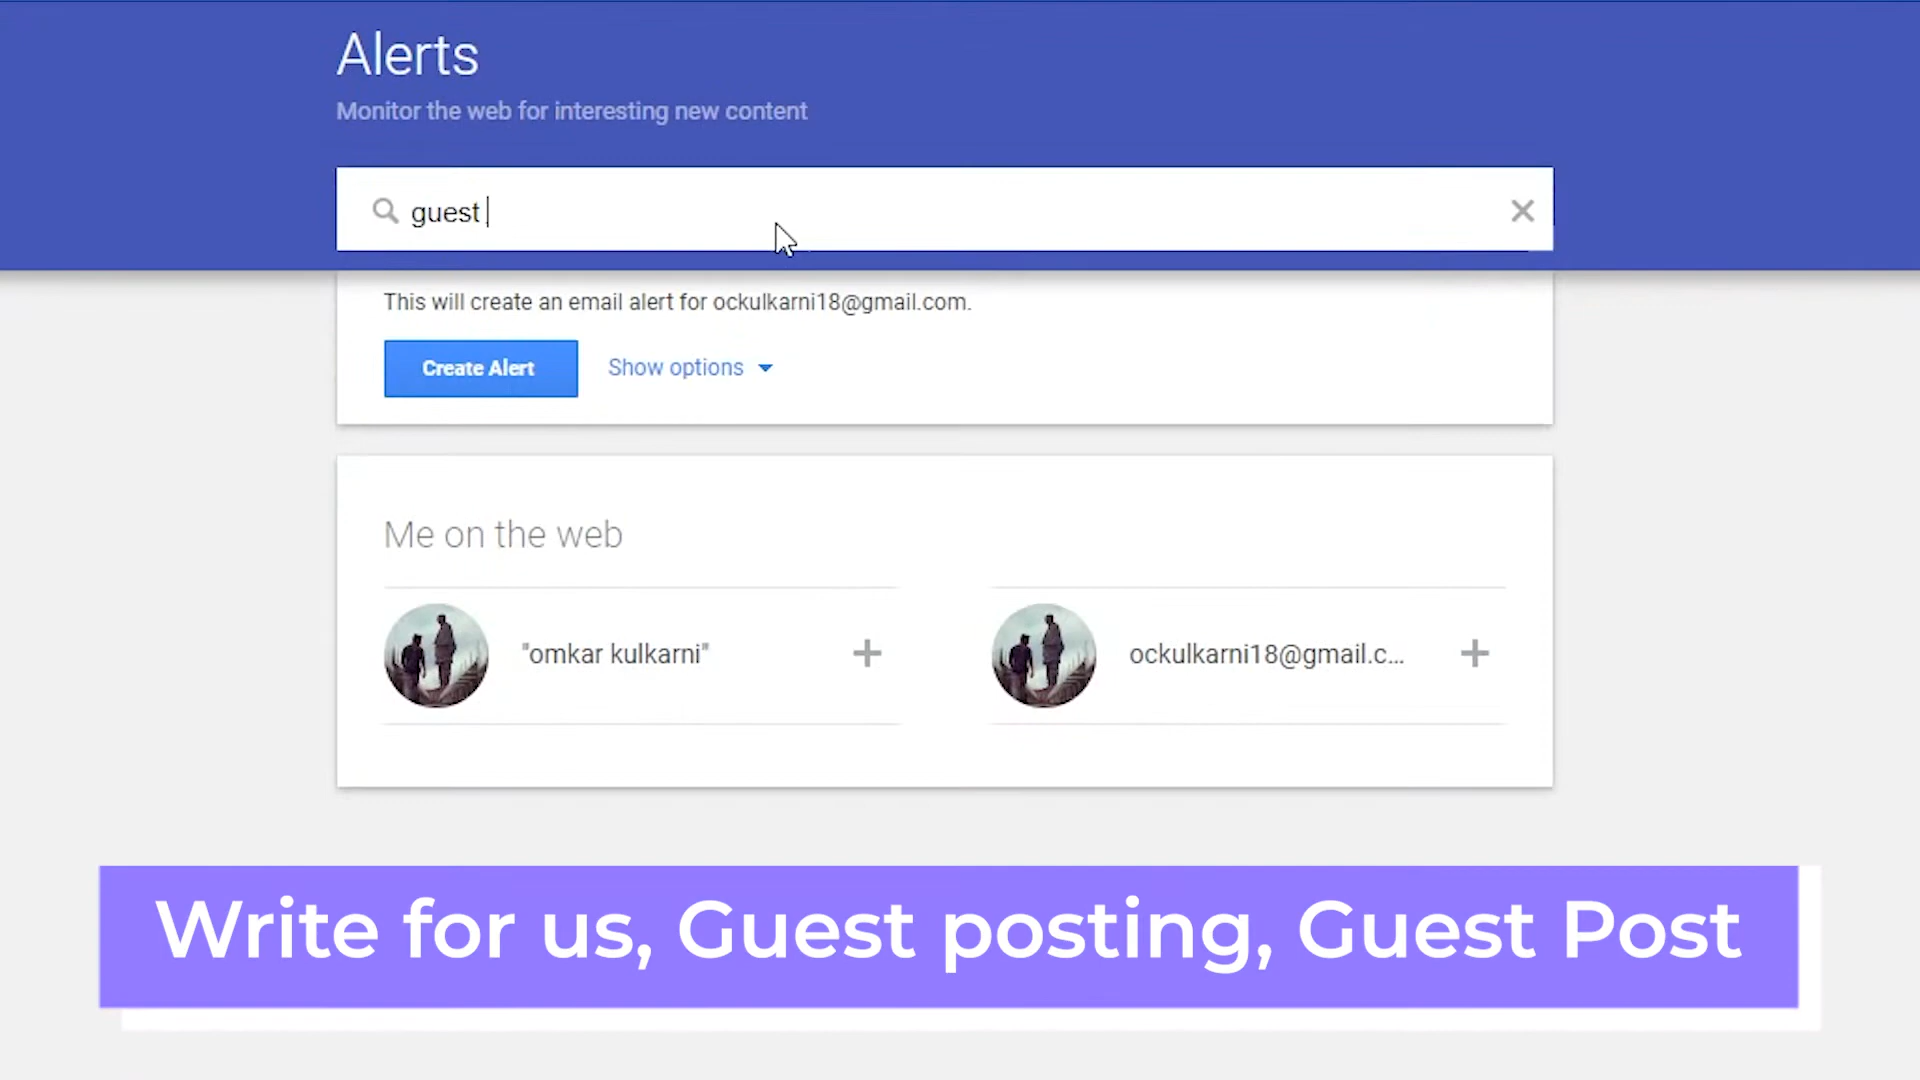 Alerts
Monitor the web for interesting new content
guest
This will create an email alert for ockulkarni18@gmail.com.
Create Alert
Show options
Me on the web
"omkar kulkarni"
ockulkarni18@gmail.c...
Write for us, Guest posting, Guest Post